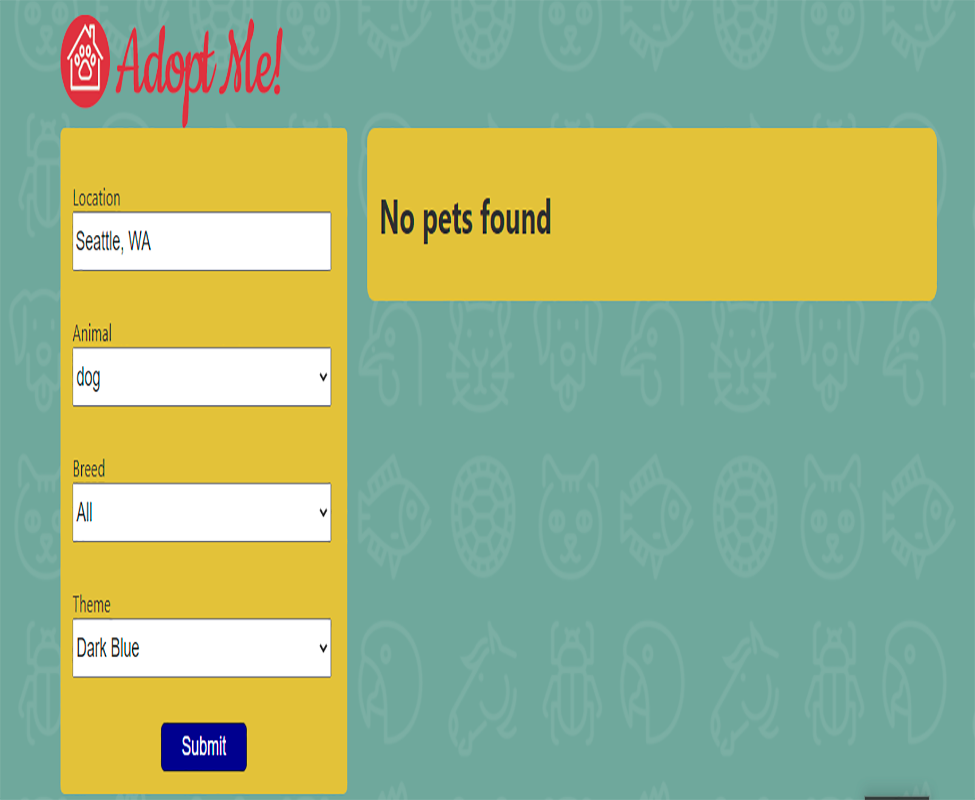 Adopt Me!
Location
Seattle, WA
Animal
dog
Breed
All
Theme
Dark Blue
Submit
No pets found